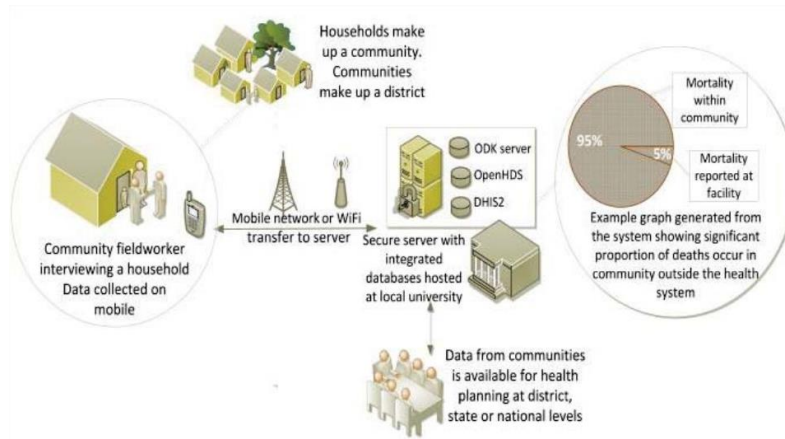 Households make
up a community.
Communities
make up a district
Community fieldworker
interviewing a household
Data collected on
mobile
Mobile network or WiFi
transfer to server
ODK server
OpenHDS
DHIS2
Secure server with
integrated
databases hosted
at local university
Data from communities
is available for health
planning at district,
state or national levels
95%
5%
Mortality
within
community
Mortality
reported at
facility
Example graph generated from
the system showing significant
proportion of deaths occur in
community outside the health
system